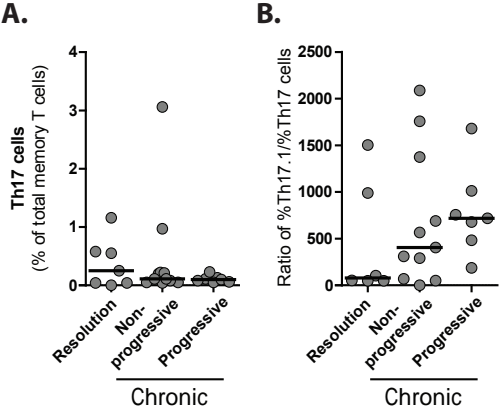 A.
Th17 cells
(% of total memory T cells)
4
3
2
1
0
Resolution
Non-
progressive
Progressive
Chronic
B.
Ratio of %Th17.1/%Th17 cells
2500
2000
1500
1000
500
0
Resolution
Non-
progressive
Progressive
Chronic